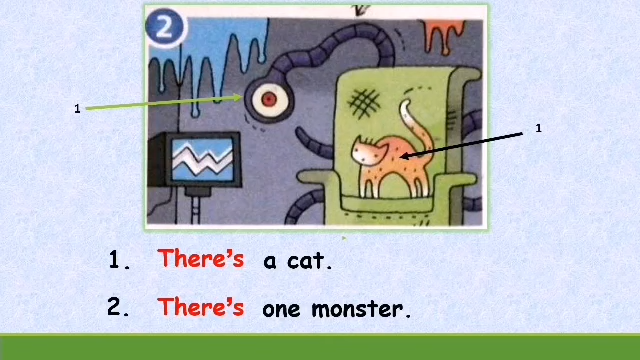 2
1
1
1. There's a cat.
2. There's one monster.